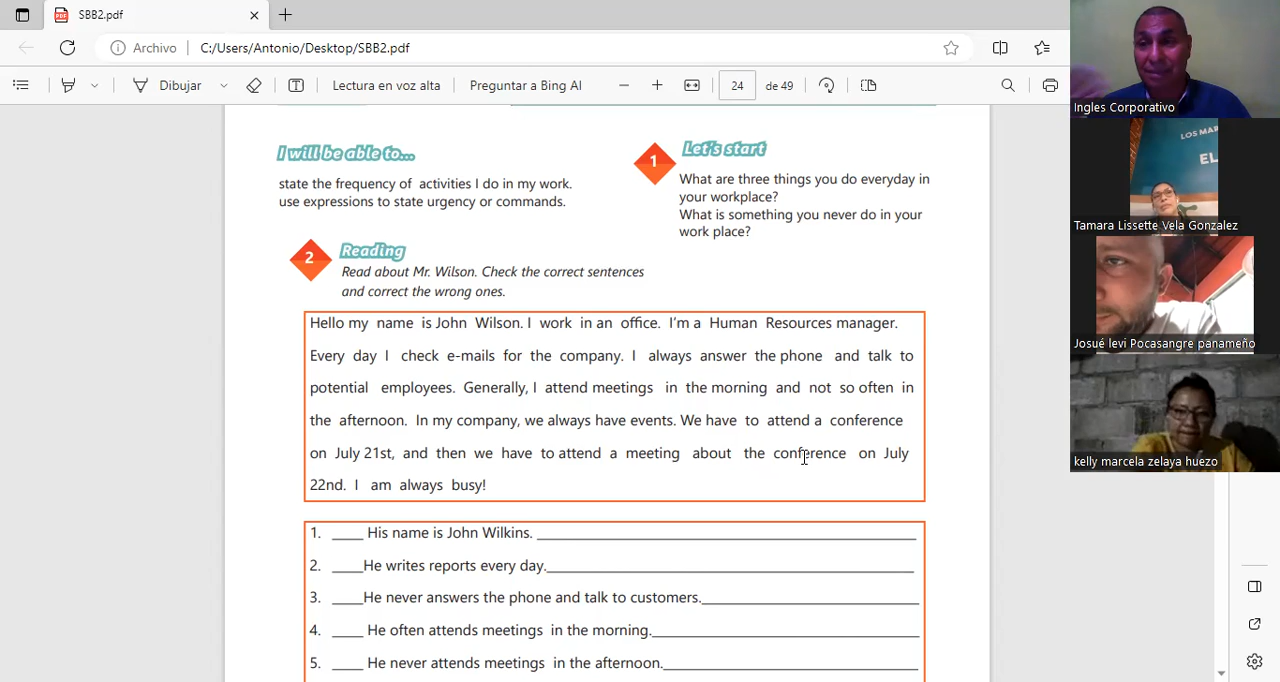 SBB2.pdf
Archivo
C:/Users/Antonio/Desktop/SBB2.pdf
Dibujar
Lectura en voz alta
Preguntar a Bing AI
24
de 49
I will be able to...
state the frequency of activities I do in my work.
use expressions to state urgency or commands.
1
Let's start
What are three things you do everyday in
your workplace?
What is something you never do in your
work place?
2
Reading
Read about Mr. Wilson. Check the correct sentences
and correct the wrong ones.
Hello my name is John Wilson. I work in an office. I'm a Human Resources manager.
Every day I check e-mails for the company. I always answer the phone and talk to
potential employees. Generally, I attend meetings in the morning and not so often in
the afternoon. In my company, we always have events. We have to attend a conference
on July 21st, and then we have to attend a meeting about the conference on July
22nd. I am always busy!
1. ____ His name is John Wilkins. ____
2. ____He writes reports every day.____
3. ____He never answers the phone and talk to customers.____
4. ____ He often attends meetings in the morning.____
5. ____ He never attends meetings in the afternoon.____
Ingles Corporativo
LOS MAR
EL
Tamara Lissette Vela Gonzalez
Josué levi Pocasangre panameño
kelly marcela zelaya huezo